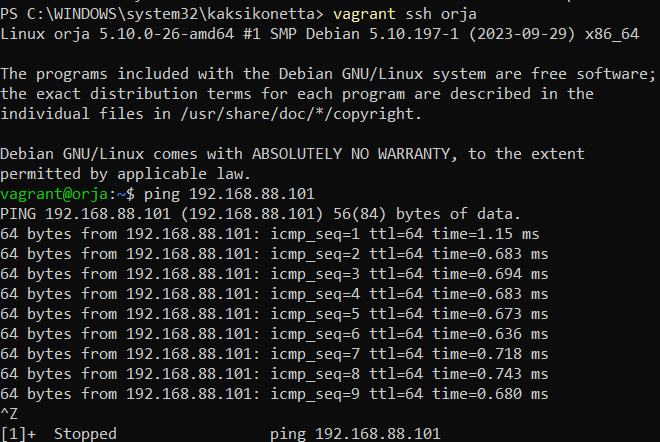 PS C:\WINDOWS\system32\kaksikonetta> vagrant ssh orja
Linux orja 5.10.0-26-amd64 #1 SMP Debian 5.10.197-1 (2023-09-29) x86_64
The programs included with the Debian GNU/Linux system are free software;
the exact distribution terms for each program are described in the
individual files in /usr/share/doc/*/copyright.
Debian GNU/Linux comes with ABSOLUTELY NO WARRANTY, to the extent
permitted by applicable law.
vagrant@orja:~$ ping 192.168.88.101
PING 192.168.88.101 (192.168.88.101) 56(84) bytes of data.
64 bytes from 192.168.88.101: icmp_seq=1 ttl=64 time=1.15 ms
64 bytes from 192.168.88.101: icmp_seq=2 ttl=64 time=0.683 ms
64 bytes from 192.168.88.101: icmp_seq=3 ttl=64 time=0.694 ms
64 bytes from 192.168.88.101: icmp_seq=4 ttl=64 time=0.683 ms
64 bytes from 192.168.88.101: icmp_seq=5 ttl=64 time=0.673 ms
64 bytes from 192.168.88.101: icmp_seq=6 ttl=64 time=0.636 ms
64 bytes from 192.168.88.101: icmp_seq=7 ttl=64 time=0.718 ms
64 bytes from 192.168.88.101: icmp_seq=8 ttl=64 time=0.743 ms
64 bytes from 192.168.88.101: icmp_seq=9 ttl=64 time=0.680 ms
^Z
[1]+  Stopped                 ping 192.168.88.101